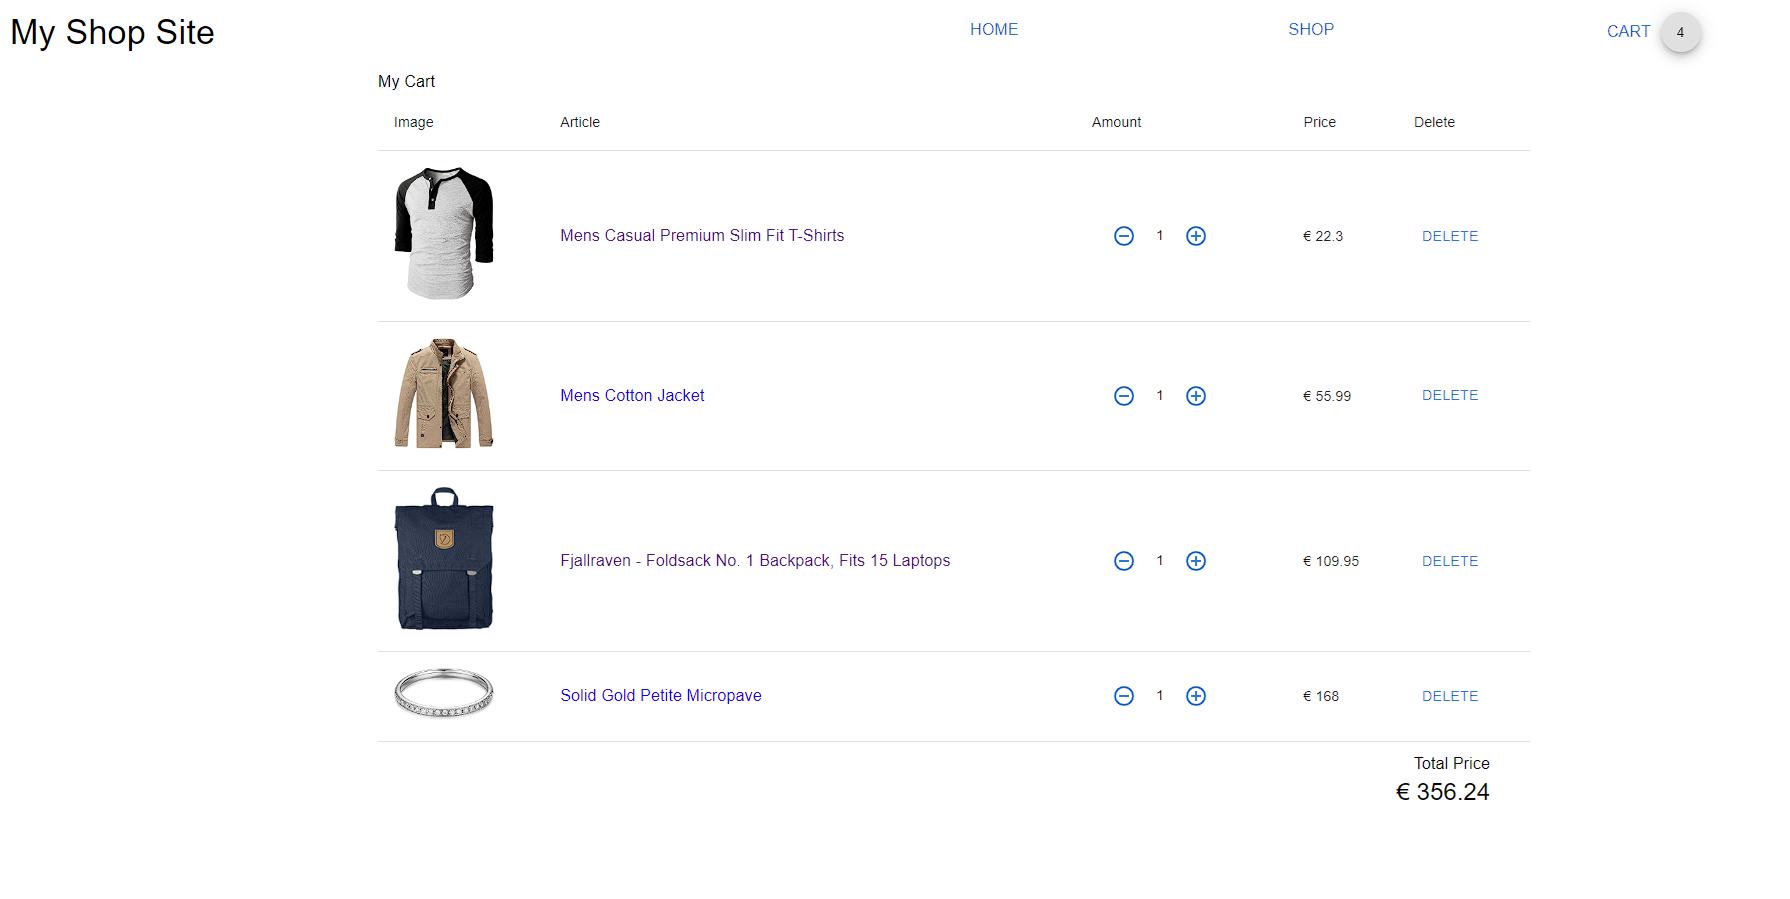 My Shop Site HOME SHOP CART 4
My Cart
Image Article Amount Price Delete
Mens Casual Premium Slim Fit T-Shirts 1 € 22.3 DELETE
Mens Cotton Jacket 1 € 55.99 DELETE
Fjallraven - Foldsack No. 1 Backpack, Fits 15 Laptops 1 € 109.95 DELETE
Solid Gold Petite Micropave 1 € 168 DELETE
Total Price
€ 356.24